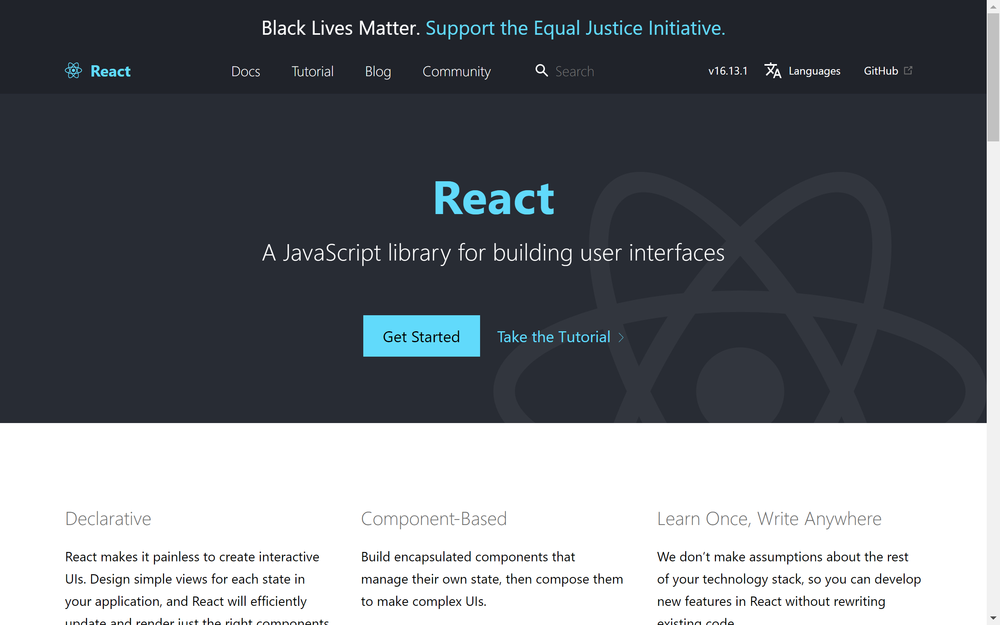 Black Lives Matter. Support the Equal Justice Initiative.
React
Docs
Tutorial
Blog
Community
Search
v16.13.1
Languages
GitHub
React
A JavaScript library for building user interfaces
Get Started
Take the Tutorial
Declarative
React makes it painless to create interactive
UIs. Design simple views for each state in
your application, and React will efficiently
update and render just the right components
Component-Based
Build encapsulated components that
manage their own state, then compose them
to make complex UIs.
Learn Once, Write Anywhere
We don’t make assumptions about the rest
of your technology stack, so you can develop
new features in React without rewriting
existing code.